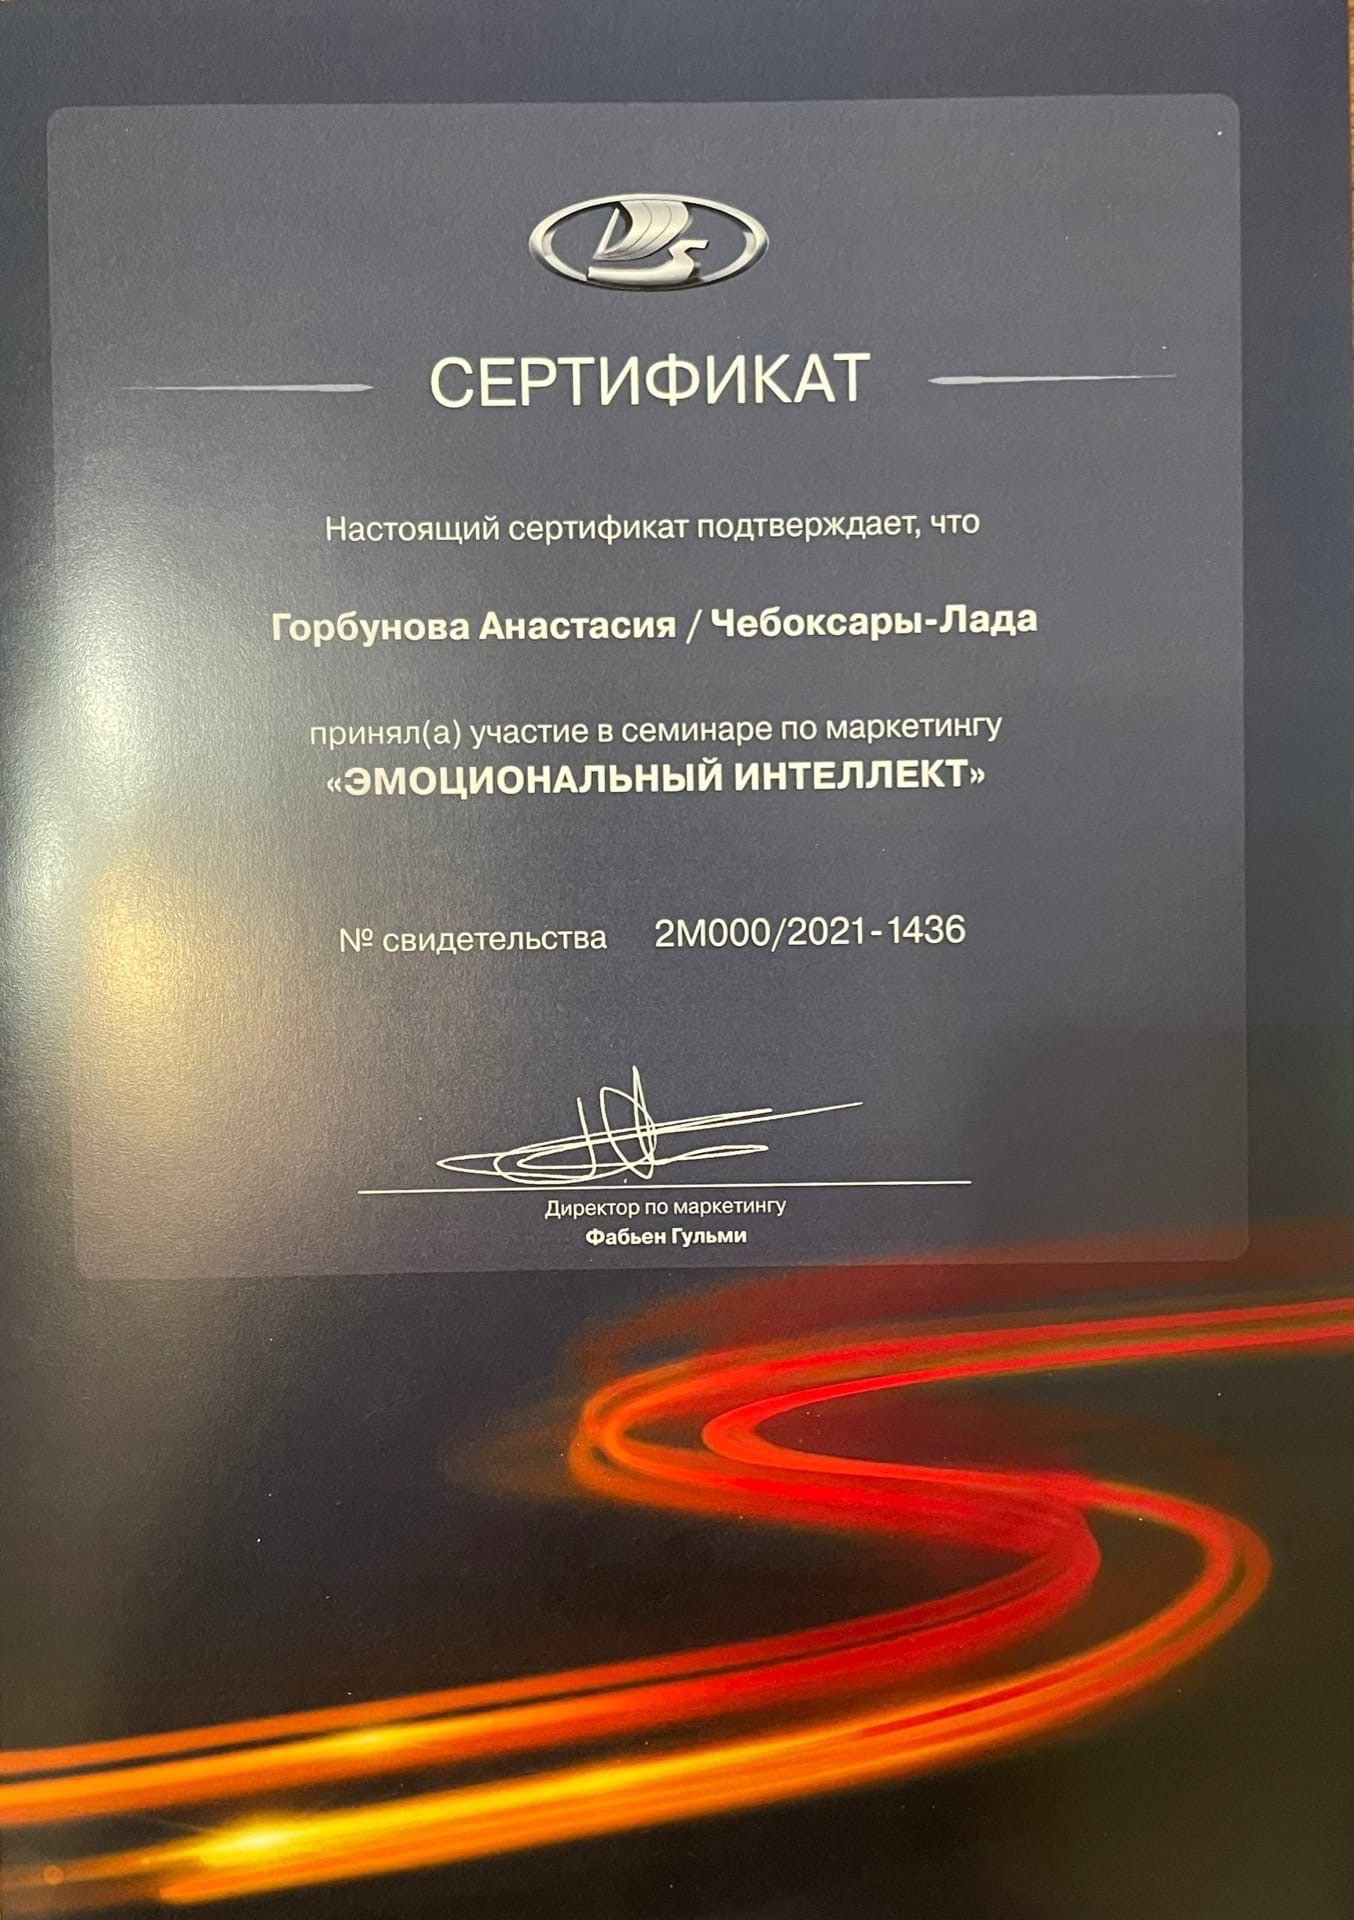 СЕРТИФИКАТ
Настоящий сертификат подтверждает, что
Горбунова Анастасия / Чебоксары-Лада
принял(а) участие в семинаре по маркетингу
«ЭМОЦИОНАЛЬНЫЙ ИНТЕЛЛЕКТ»
№ свидетельства 2М000/2021-1436
Директор по маркетингу
Фабьен Гульми